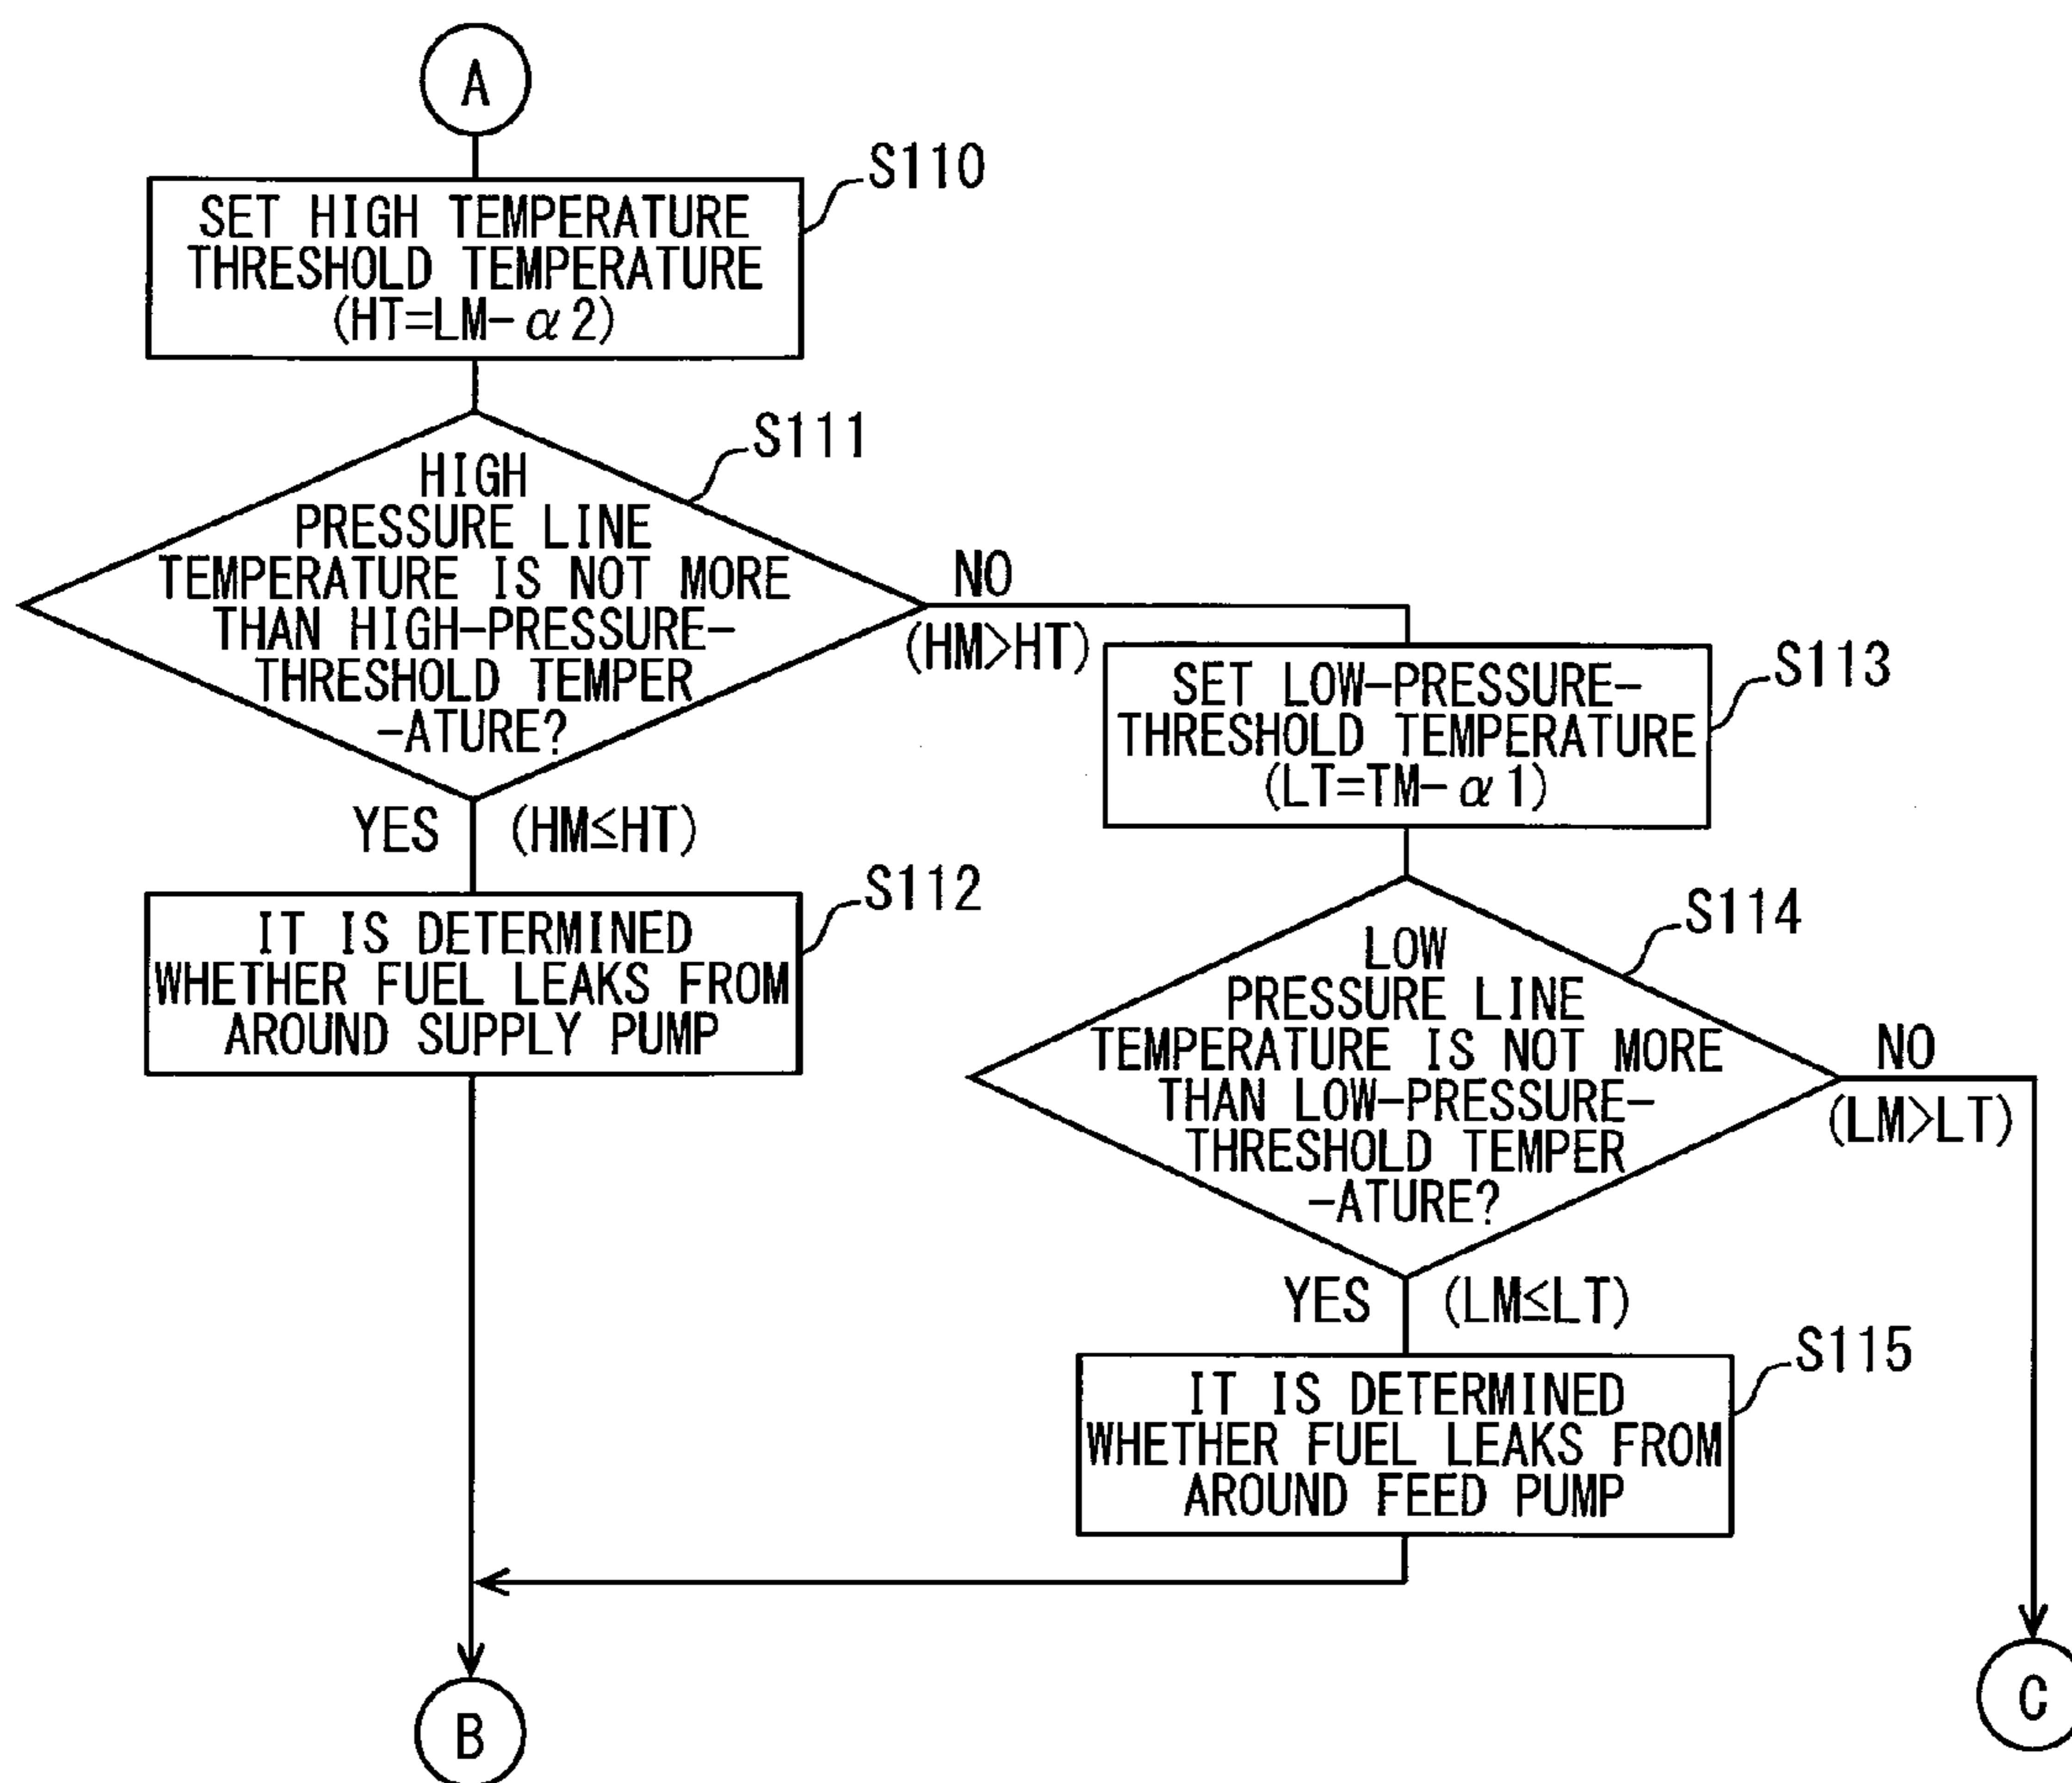 A
S110
SET HIGH TEMPERATURE
THRESHOLD TEMPERATURE
(HT=LM-α2)
S111
HIGH
PRESSURE LINE
TEMPERATURE IS NOT MORE
THAN HIGH-PRESSURE-
THRESHOLD TEMPER
-ATURE?
NO
(HM>HT)
YES (HM≤HT)
S112
IT IS DETERMINED
WHETHER FUEL LEAKS FROM
AROUND SUPPLY PUMP
S113
SET LOW-PRESSURE-
THRESHOLD TEMPERATURE
(LT=TM-α1)
S114
LOW
PRESSURE LINE
TEMPERATURE IS NOT MORE
THAN LOW-PRESSURE-
THRESHOLD TEMPER
-ATURE?
NO
(LM>LT)
YES (LM≤LT)
S115
IT IS DETERMINED
WHETHER FUEL LEAKS FROM
AROUND FEED PUMP
B
C